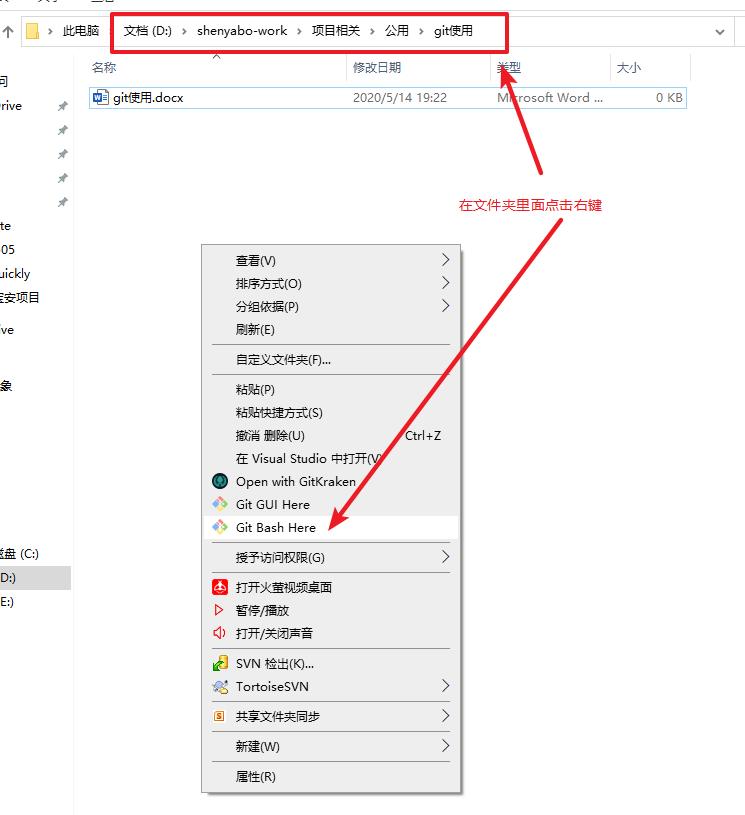 此电脑 › 文档 (D:) › shenyabo-work › 项目相关 › 公用 › git使用
名称 修改日期 类型 大小
git使用.docx 2020/5/14 19:22 Microsoft Word ... 0 KB
问
rive
在文件夹里面点击右键
te
05
uickly
宝安项目
ive
象
查看(V)
排序方式(O)
分组依据(P)
刷新(E)
自定义文件夹(F)...
粘贴(P)
粘贴快捷方式(S)
撤消 删除(U) Ctrl+Z
在 Visual Studio 中打开(V)
Open with GitKraken
Git GUI Here
Git Bash Here
授予访问权限(G)
打开火萤视频桌面
暂停/播放
打开/关闭声音
SVN 检出(K)...
TortoiseSVN
共享文件夹同步
新建(W)
属性(R)
磁盘 (C:)
D:)
E:)